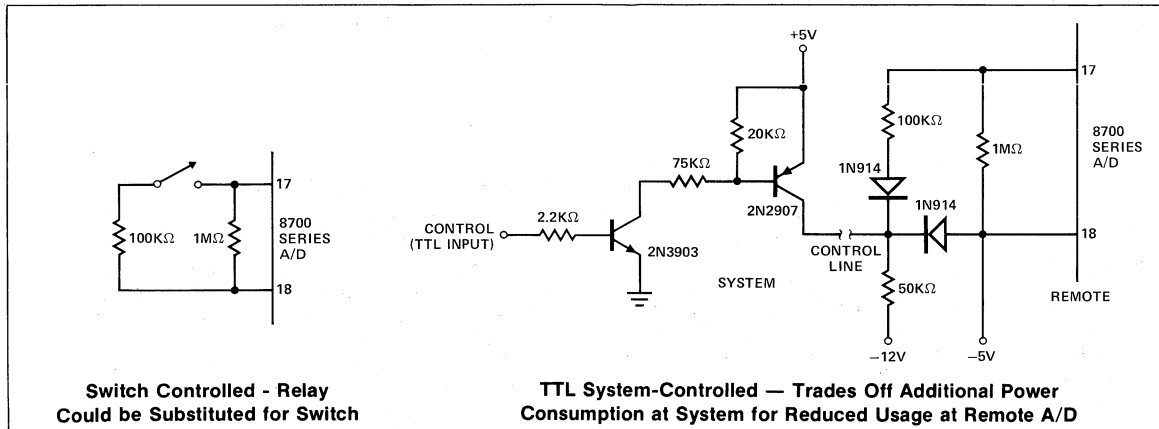 17
100KΩ
1MΩ
8700
SERIES
A/D
18
Switch Controlled - Relay
Could be Substituted for Switch
+5V
20KΩ
75KΩ
2N2907
2.2KΩ
CONTROL
(TTL INPUT)
2N3903
SYSTEM
CONTROL
LINE
17
100KΩ
1MΩ
8700
SERIES
A/D
1N914
1N914
18
50KΩ
REMOTE
−12V
−5V
TTL System-Controlled — Trades Off Additional Power
Consumption at System for Reduced Usage at Remote A/D